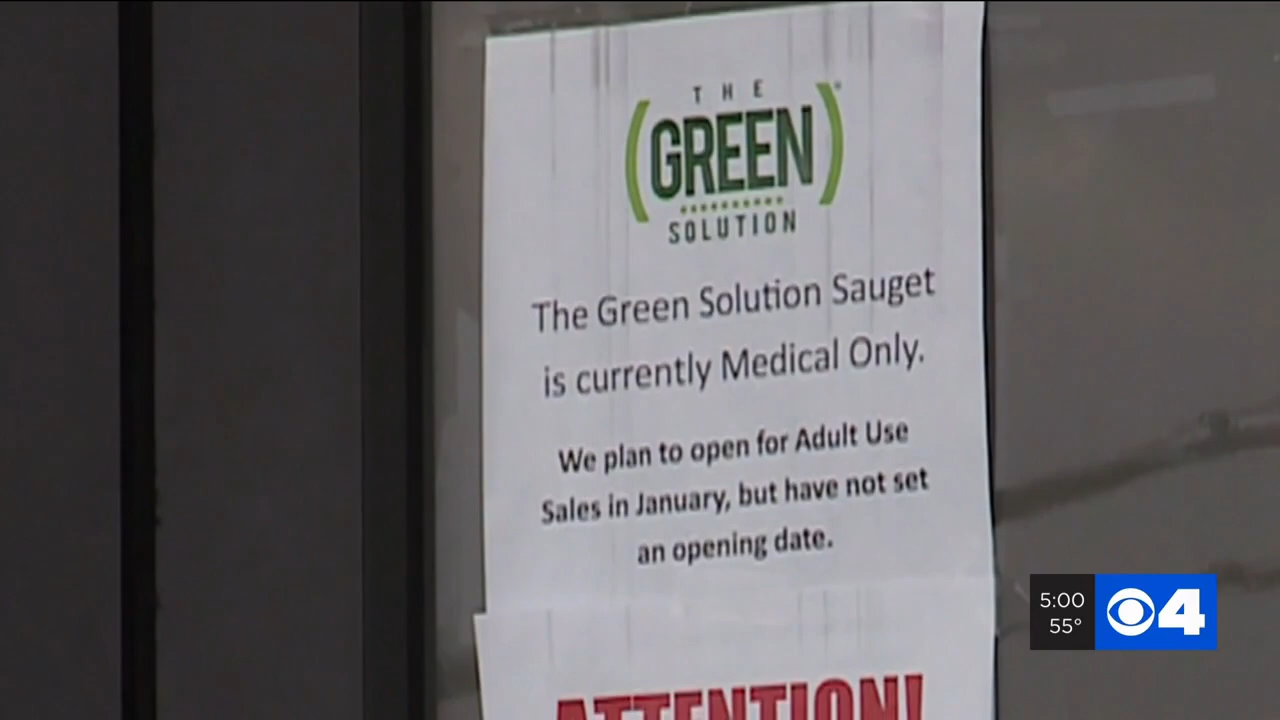 THE
(GREEN)
SOLUTION
The Green Solution Sauget
is currently Medical Only.
We plan to open for Adult Use
Sales in January, but have not set
an opening date.
ATTENTION!
5:00
55°
4